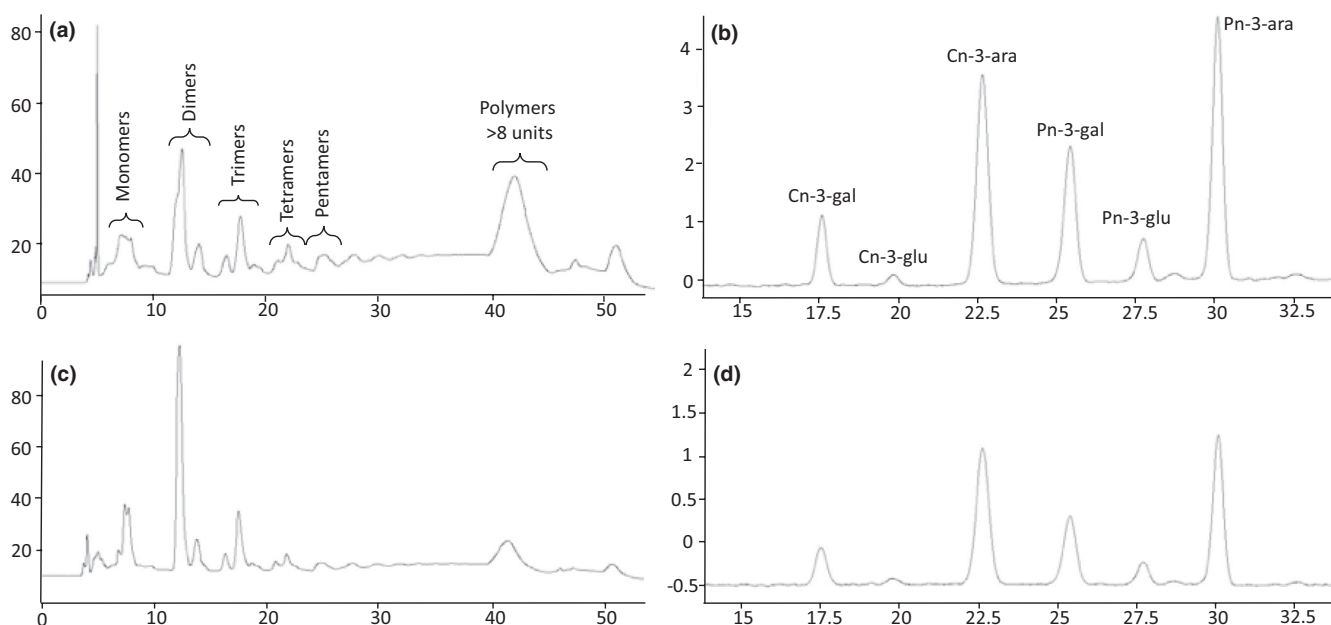 (a)
80
60
40
20
0
10
20
30
40
50
Monomers
Dimers
Trimers
Tetramers
Pentamers
Polymers
>8 units
(b)
4
3
2
1
0
15
17.5
20
22.5
25
27.5
30
32.5
Cn-3-gal
Cn-3-glu
Cn-3-ara
Pn-3-gal
Pn-3-glu
Pn-3-ara
(c)
80
60
40
20
0
10
20
30
40
50
(d)
2
1.5
1
0.5
0
-0.5
15
17.5
20
22.5
25
27.5
30
32.5